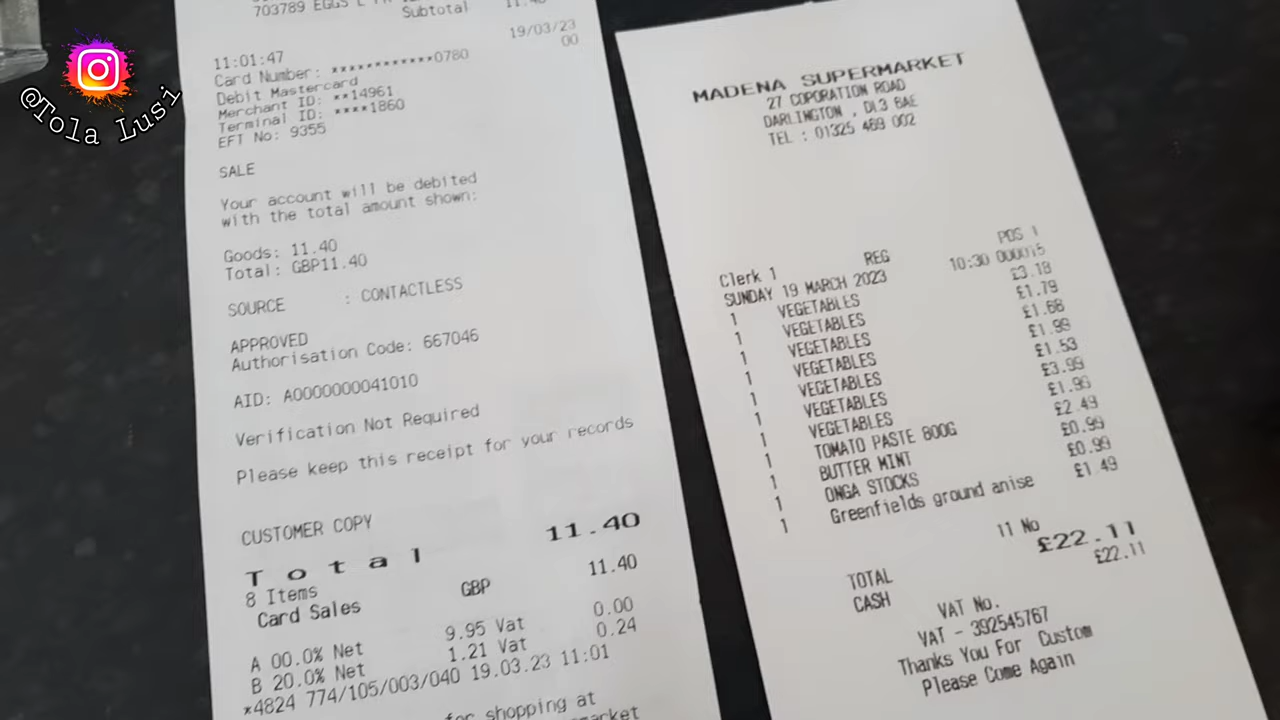 @Tola Lusi
703789 EGGS L
Subtotal
19/03/23
11:01:47 00
Card Number: ************0780
Debit Mastercard
Merchant ID: **14961
Terminal ID: ****1860
EFT No: 9355
SALE
Your account will be debited
with the total amount shown:
Goods: 11.40
Total: GBP11.40
SOURCE : CONTACTLESS
APPROVED
Authorisation Code: 667046
AID: A0000000041010
Verification Not Required
Please keep this receipt for your records
CUSTOMER COPY
Total 11.40
8 Items
Card Sales GBP 11.40
A 00.0% Net 9.95 Vat 0.00
B 20.0% Net 1.21 Vat 0.24
*4824 774/105/003/040 19.03.23 11:01
for shopping at
MADENA SUPERMARKET
27 COPORATION ROAD
DARLINGTON , DL3 6AE
TEL : 01325 469 002
Clerk 1 REG POS 1
SUNDAY 19 MARCH 2023 10:30 000015
1 VEGETABLES £3.18
1 VEGETABLES £1.79
1 VEGETABLES £1.68
1 VEGETABLES £1.99
1 VEGETABLES £1.53
1 VEGETABLES £3.99
1 VEGETABLES £1.99
1 TOMATO PASTE 800G £2.49
1 BUTTER MINT £0.99
1 ONGA STOCKS £0.99
1 Greenfields ground anise £1.49
11 No
TOTAL £22.11
CASH £22.11
VAT No.
VAT - 392545767
Thanks You For Custom
Please Come Again